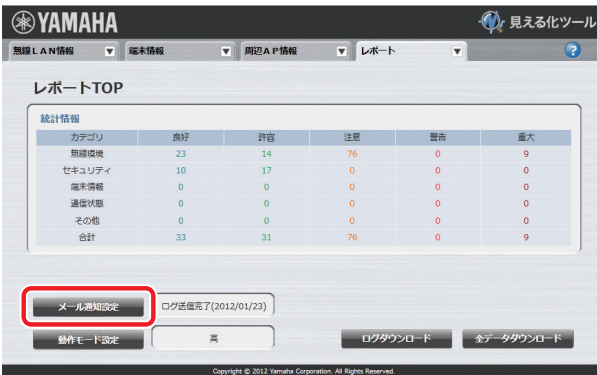 YAMAHA 見える化ツール
無線LAN情報 端末情報 周辺AP情報 レポート ?
レポートTOP
統計情報
カテゴリ 良好 許容 注意 警告 重大
無線環境 23 14 76 0 9
セキュリティ 10 17 0 0 0
端末情報 0 0 0 0 0
通信状態 0 0 0 0 0
その他 0 0 0 0 0
合計 33 31 76 0 9
メール通知設定 ログ送信完了(2012/01/23)
動作モード設定 高 ログダウンロード 全データダウンロード
Copyright © 2012 Yamaha Corporation. All Rights Reserved.